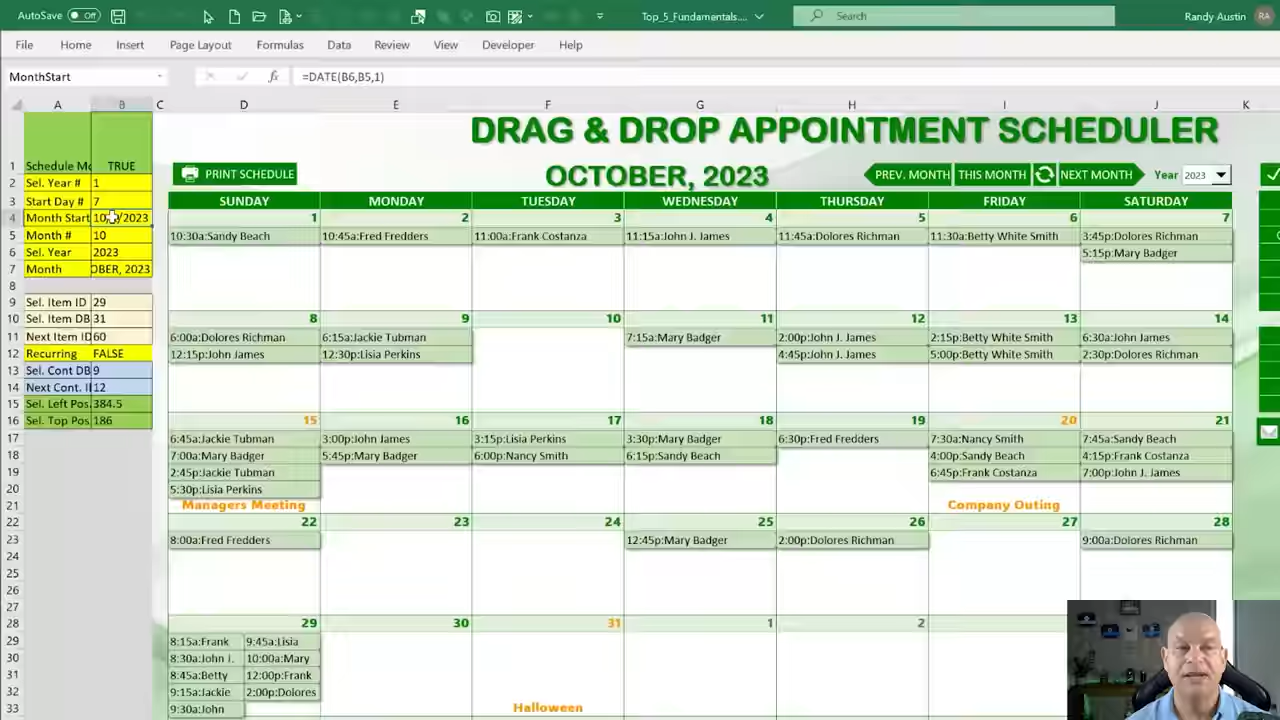 AutoSave Off Top_5_Fundamentals.... Search Randy Austin RA
File Home Insert Page Layout Formulas Data Review View Developer Help
MonthStart fx =DATE(B6,B5,1)
A B C D E F G H I J K
DRAG & DROP APPOINTMENT SCHEDULER
1 Schedule Mo TRUE PRINT SCHEDULE OCTOBER, 2023 PREV. MONTH THIS MONTH NEXT MONTH Year 2023
2 Sel. Year # 1
3 Start Day # 7 SUNDAY MONDAY TUESDAY WEDNESDAY THURSDAY FRIDAY SATURDAY
4 Month Start 10/2023 1 2 3 4 5 6 7
5 Month # 10 10:30a:Sandy Beach 10:45a:Fred Fredders 11:00a:Frank Costanza 11:15a:John J. James 11:45a:Dolores Richman 11:30a:Betty White Smith 3:45p:Dolores Richman
6 Sel. Year 2023 5:15p:Mary Badger
7 Month OBER, 2023
8
9 Sel. Item ID 29
10 Sel. Item DB 31 8 9 10 11 12 13 14
11 Next Item ID 60 6:00a:Dolores Richman 6:15a:Jackie Tubman 7:15a:Mary Badger 2:00p:John J. James 2:15p:Betty White Smith 6:30a:John James
12 Recurring FALSE 12:15p:John James 12:30p:Lisia Perkins 4:45p:John J. James 5:00p:Betty White Smith 2:30p:Dolores Richman
13 Sel. Cont DB 9
14 Next Cont. I 12
15 Sel. Left Pos. 384.5
16 Sel. Top Pos. 186 15 16 17 18 19 20 21
17 6:45a:Jackie Tubman 3:00p:John James 3:15p:Lisia Perkins 3:30p:Mary Badger 6:30p:Fred Fredders 7:30a:Nancy Smith 7:45a:Sandy Beach
18 7:00a:Mary Badger 5:45p:Mary Badger 6:00p:Nancy Smith 6:15p:Sandy Beach 4:00p:Sandy Beach 4:15p:Frank Costanza
19 2:45p:Jackie Tubman 6:45p:Frank Costanza 7:00p:John J. James
20 5:30p:Lisia Perkins
21 Managers Meeting Company Outing
22 22 23 24 25 26 27 28
23 8:00a:Fred Fredders 12:45p:Mary Badger 2:00p:Dolores Richman 9:00a:Dolores Richman
24
25
26
27
28 29 30 31 1 2
29 8:15a:Frank 9:45a:Lisia
30 8:30a:John J. 10:00a:Mary
31 8:45a:Betty 12:00p:Frank
32 9:15a:Jackie 2:00p:Dolores
33 9:30a:John Halloween